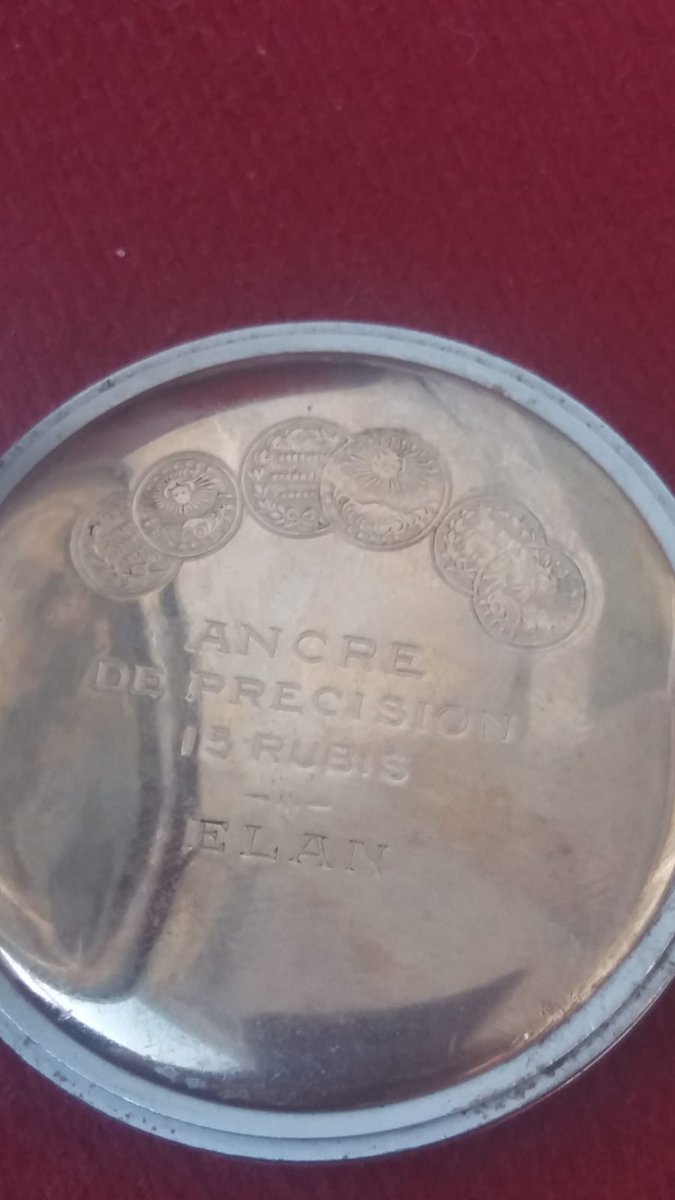 ANCRE
DE PRECISION
15 RUBIS
ELAN